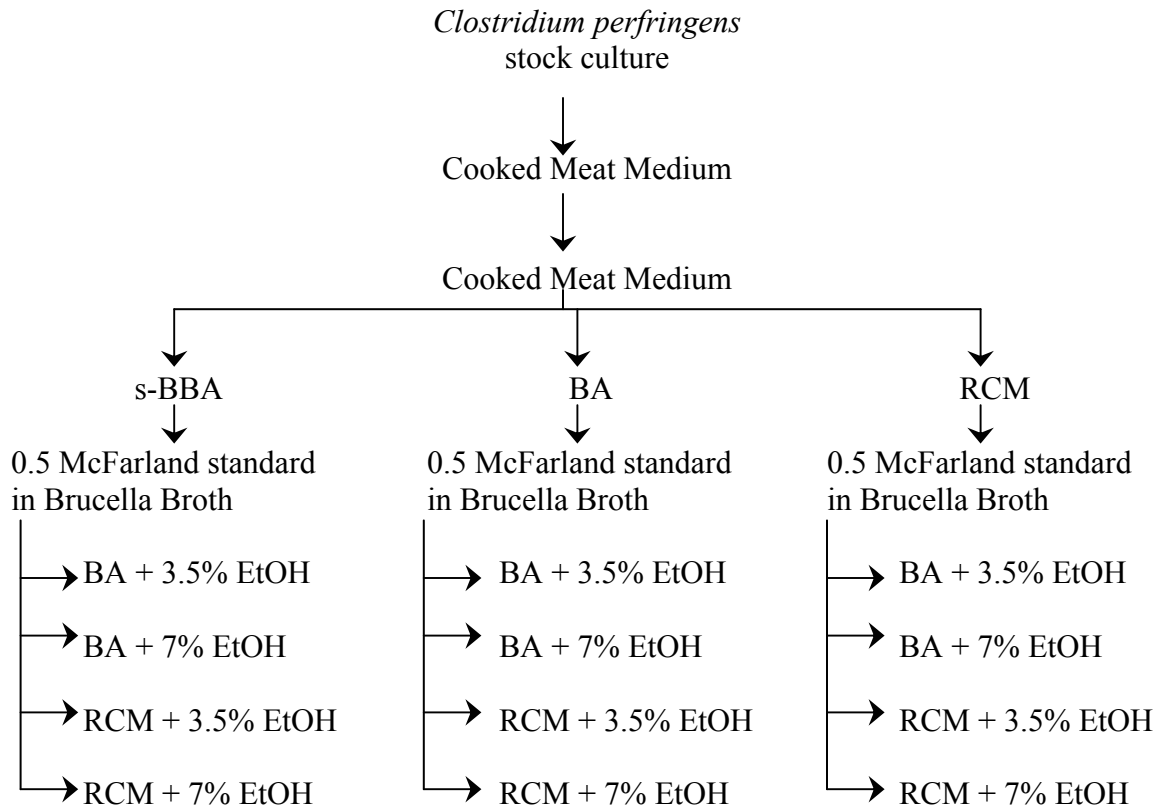 Clostridium perfringens
stock culture
Cooked Meat Medium
Cooked Meat Medium
s-BBA
BA
RCM
0.5 McFarland standard
in Brucella Broth
0.5 McFarland standard
in Brucella Broth
0.5 McFarland standard
in Brucella Broth
BA + 3.5% EtOH
BA + 7% EtOH
RCM + 3.5% EtOH
RCM + 7% EtOH
BA + 3.5% EtOH
BA + 7% EtOH
RCM + 3.5% EtOH
RCM + 7% EtOH
BA + 3.5% EtOH
BA + 7% EtOH
RCM + 3.5% EtOH
RCM + 7% EtOH